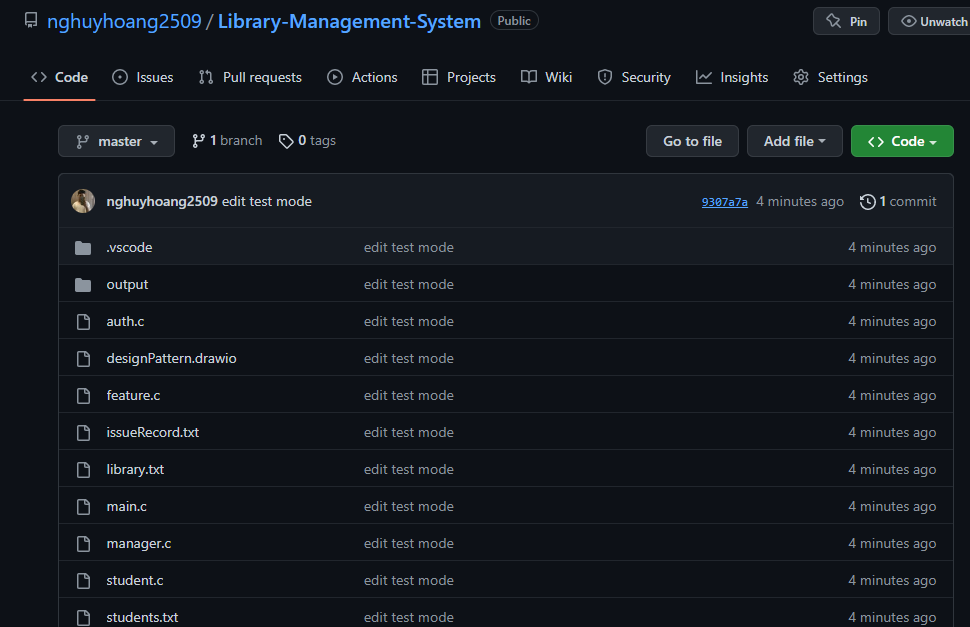 nghuyhoang2509 / Library-Management-System Public Pin Unwatch
Code Issues Pull requests Actions Projects Wiki Security Insights Settings
master 1 branch 0 tags Go to file Add file Code
nghuyhoang2509 edit test mode 9307a7a 4 minutes ago 1 commit
.vscode edit test mode 4 minutes ago
output edit test mode 4 minutes ago
auth.c edit test mode 4 minutes ago
designPattern.drawio edit test mode 4 minutes ago
feature.c edit test mode 4 minutes ago
issueRecord.txt edit test mode 4 minutes ago
library.txt edit test mode 4 minutes ago
main.c edit test mode 4 minutes ago
manager.c edit test mode 4 minutes ago
student.c edit test mode 4 minutes ago
students.txt edit test mode 4 minutes ago